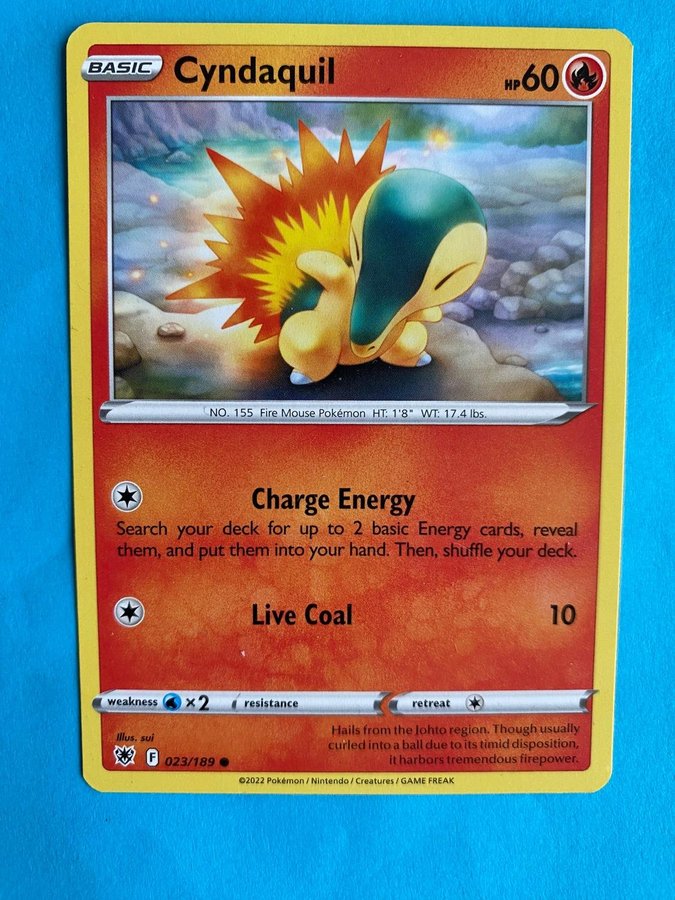 BASIC Cyndaquil HP60
NO. 155 Fire Mouse Pokémon HT: 1'8" WT: 17.4 lbs.
Charge Energy
Search your deck for up to 2 basic Energy cards, reveal
them, and put them into your hand. Then, shuffle your deck.
Live Coal 10
weakness ×2 resistance retreat
Illus. sui
Hails from the Johto region. Though usually
curled into a ball due to its timid disposition,
it harbors tremendous firepower.
F 023/189
©2022 Pokémon / Nintendo / Creatures / GAME FREAK